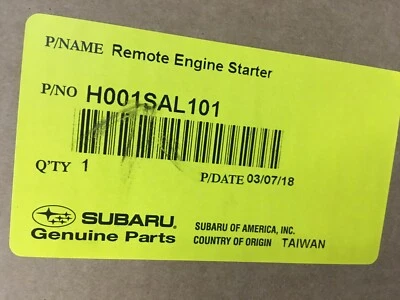 P/NAME Remote Engine Starter
P/NO H001SAL101
Q'TY 1
P/DATE 03/07/18
SUBARU®
Genuine Parts
SUBARU OF AMERICA, INC.
COUNTRY OF ORIGIN TAIWAN